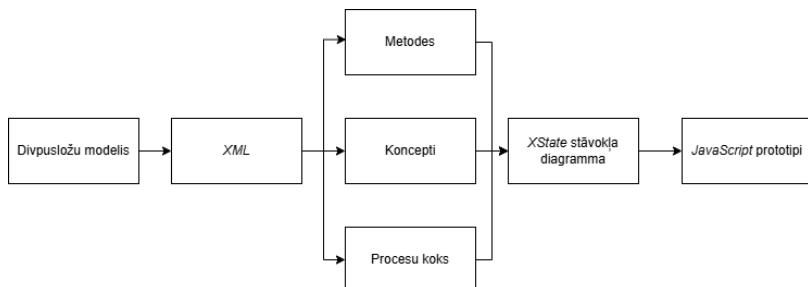 Divpusložu modelis
XML
Metodes
Koncepti
Procesu koks
XState stāvokļa
diagramma
JavaScript prototipi